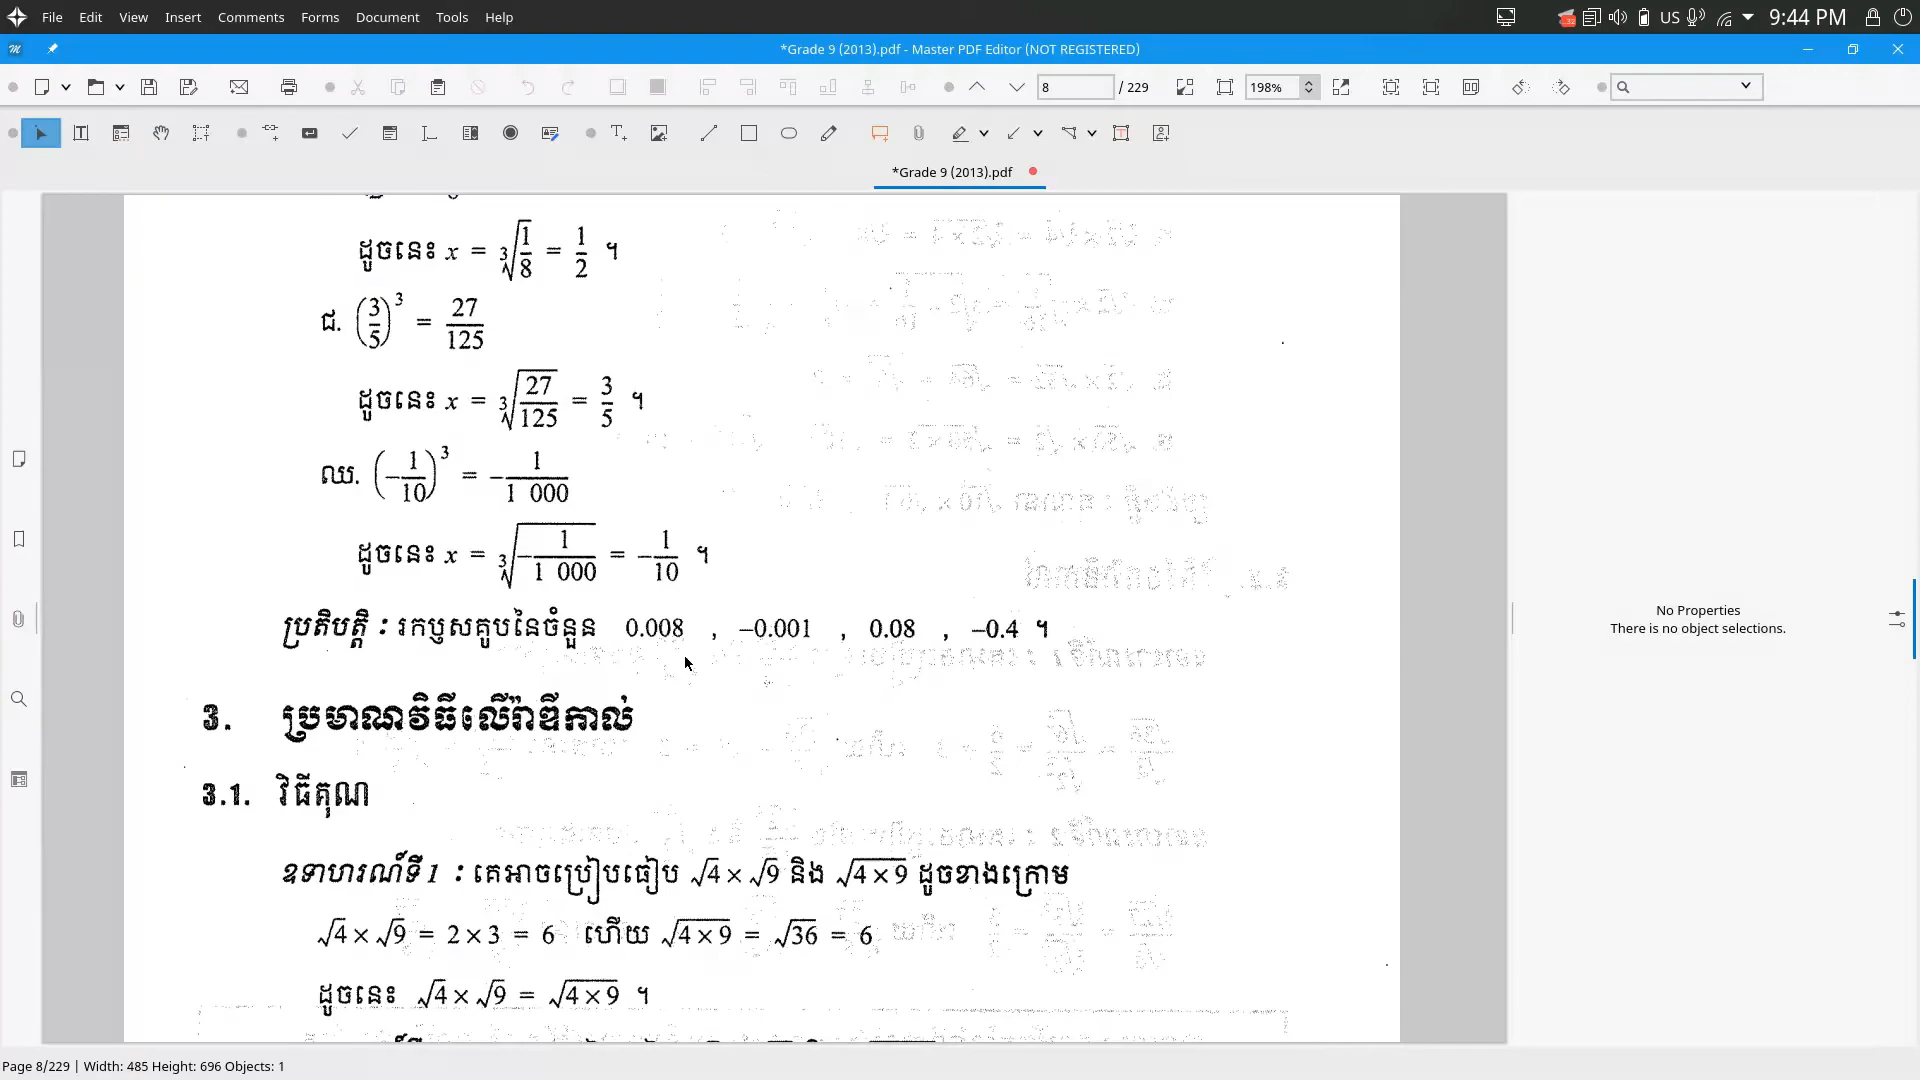 File Edit View Insert Comments Forms Document Tools Help
US 9:44 PM
*Grade 9 (2013).pdf - Master PDF Editor (NOT REGISTERED)
8 / 229 198%
*Grade 9 (2013).pdf
ដូចនេះ x = ∛(1/8) = 1/2 ។
ជ. (3/5)³ = 27/125
ដូចនេះ x = ∛(27/125) = 3/5 ។
ឈ. (−1/10)³ = −1/1 000
ដូចនេះ x = ∛(−1/1 000) = −1/10 ។
ប្រតិបត្តិ : រកឫសគូបនៃចំនួន 0.008 , −0.001 , 0.08 , −0.4 ។
3. ប្រមាណវិធីលើរ៉ាឌីកាល់
3.1. វិធីគុណ
ឧទាហរណ៍ទី 1 : គេអាចប្រៀបធៀប √4 × √9 និង √(4 × 9) ដូចខាងក្រោម
√4 × √9 = 2 × 3 = 6 ហើយ √(4 × 9) = √36 = 6
ដូចនេះ √4 × √9 = √(4 × 9) ។
No Properties
There is no object selections.
Page 8/229 | Width: 485 Height: 696 Objects: 1